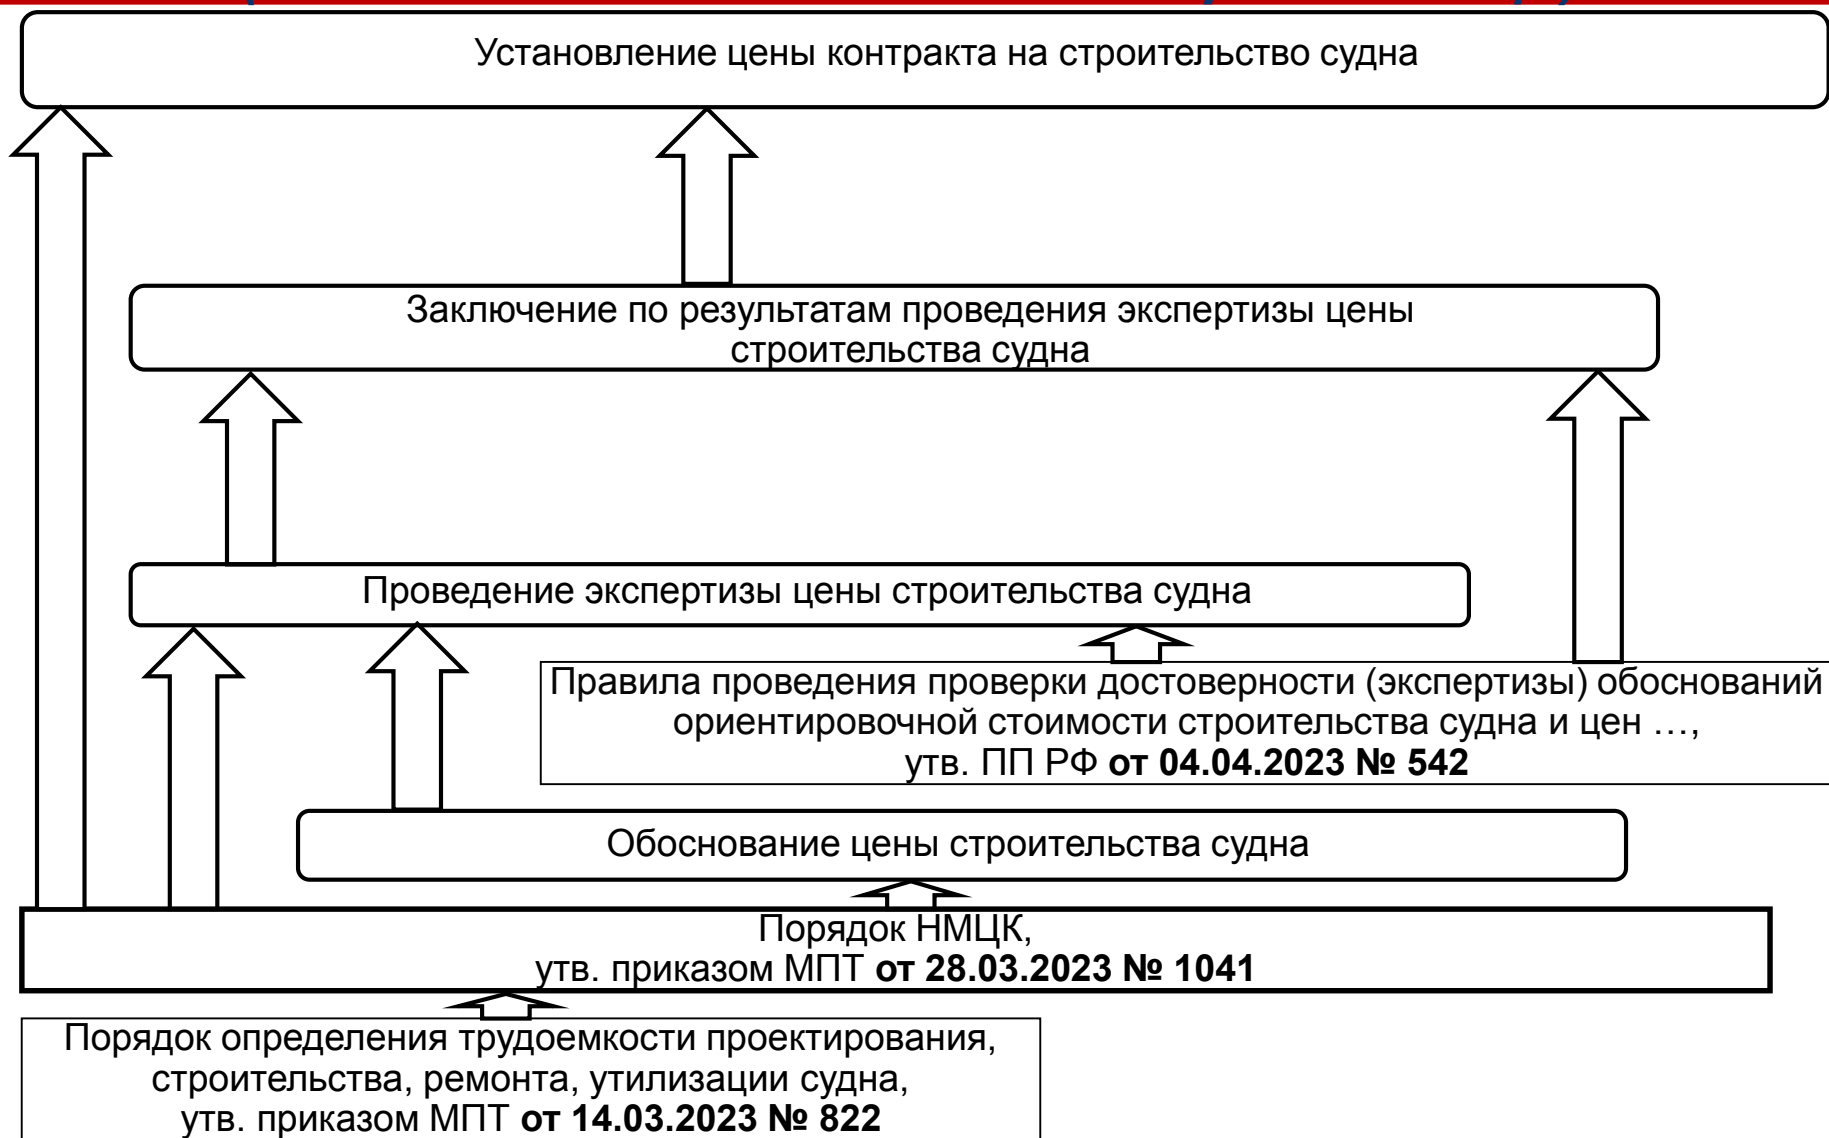 Установление цены контракта на строительство судна
Заключение по результатам проведения экспертизы цены
строительства судна
Проведение экспертизы цены строительства судна
Правила проведения проверки достоверности (экспертизы) обоснований
ориентировочной стоимости строительства судна и цен …,
утв. ПП РФ от 04.04.2023 № 542
Обоснование цены строительства судна
Порядок НМЦК,
утв. приказом МПТ от 28.03.2023 № 1041
Порядок определения трудоемкости проектирования,
строительства, ремонта, утилизации судна,
утв. приказом МПТ от 14.03.2023 № 822